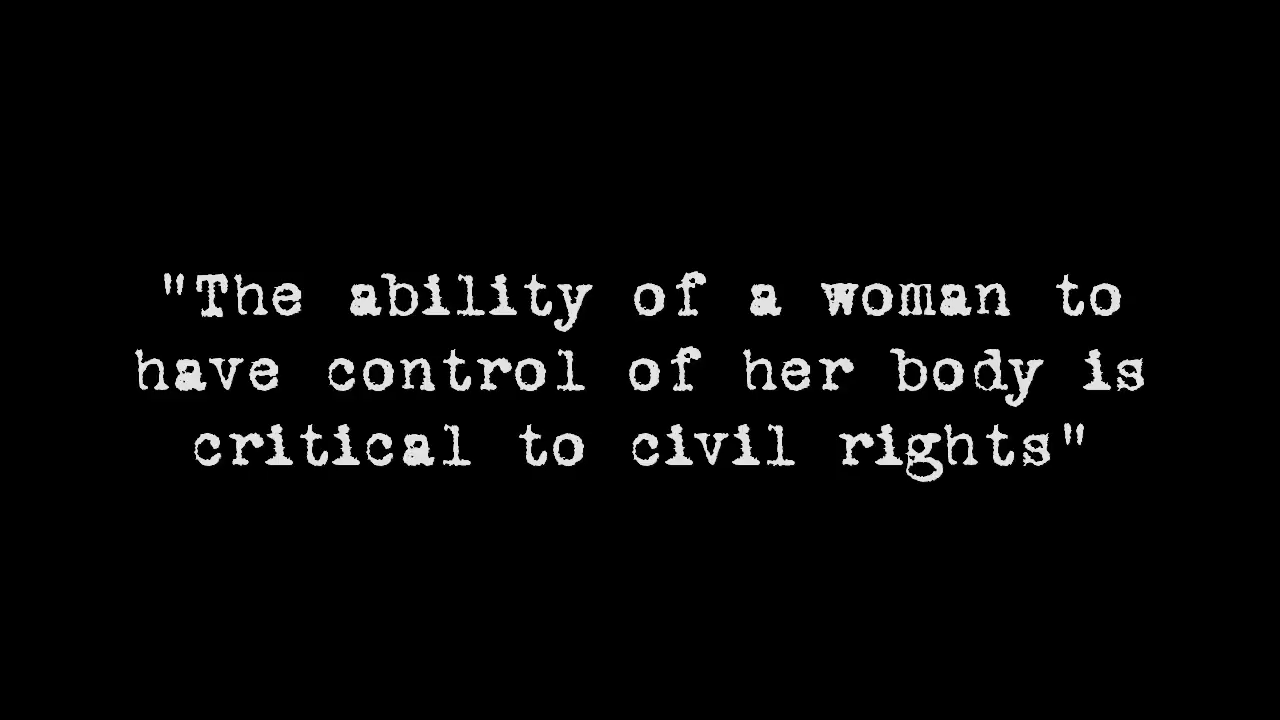 "The ability of a woman to
have control of her body is
critical to civil rights"